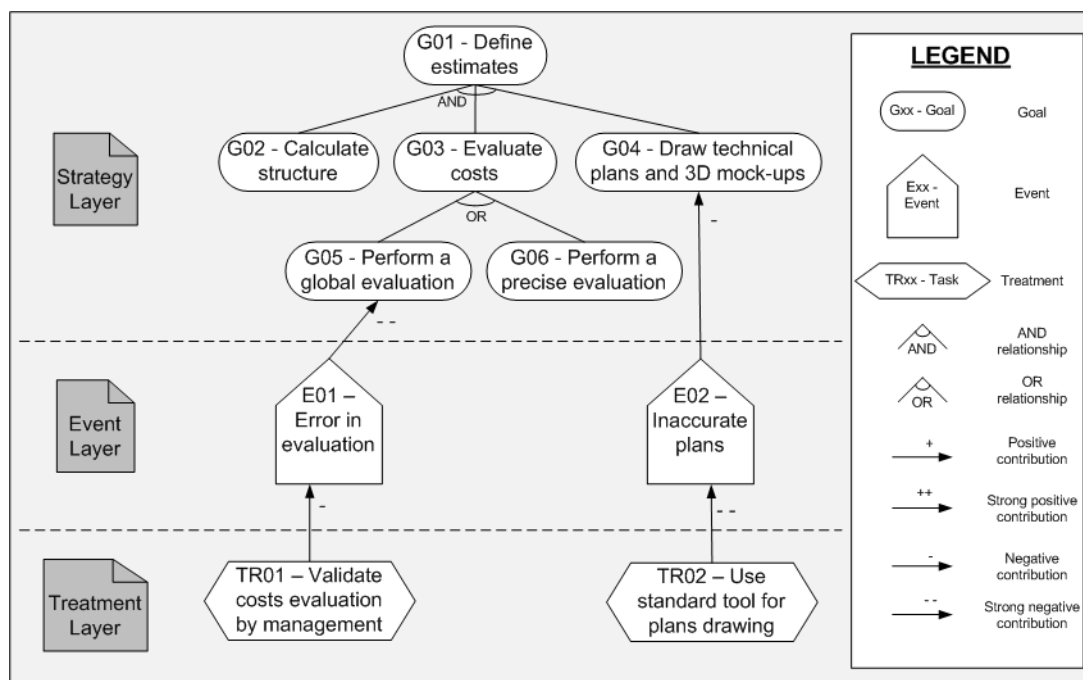 G01 - Define
estimates
AND
G02 - Calculate
structure
G03 - Evaluate
costs
G04 - Draw technical
plans and 3D mock-ups
Strategy
Layer
OR
-
G05 - Perform a
global evaluation
G06 - Perform a
precise evaluation
- -
E01 –
Error in
evaluation
E02 –
Inaccurate
plans
Event
Layer
-
- -
TR01 – Validate
costs evaluation
by management
TR02 – Use
standard tool for
plans drawing
Treatment
Layer
LEGEND
Gxx - Goal
Goal
Exx -
Event
Event
TRxx - Task
Treatment
AND
AND
relationship
OR
OR
relationship
+
Positive
contribution
++
Strong positive
contribution
-
Negative
contribution
- -
Strong negative
contribution